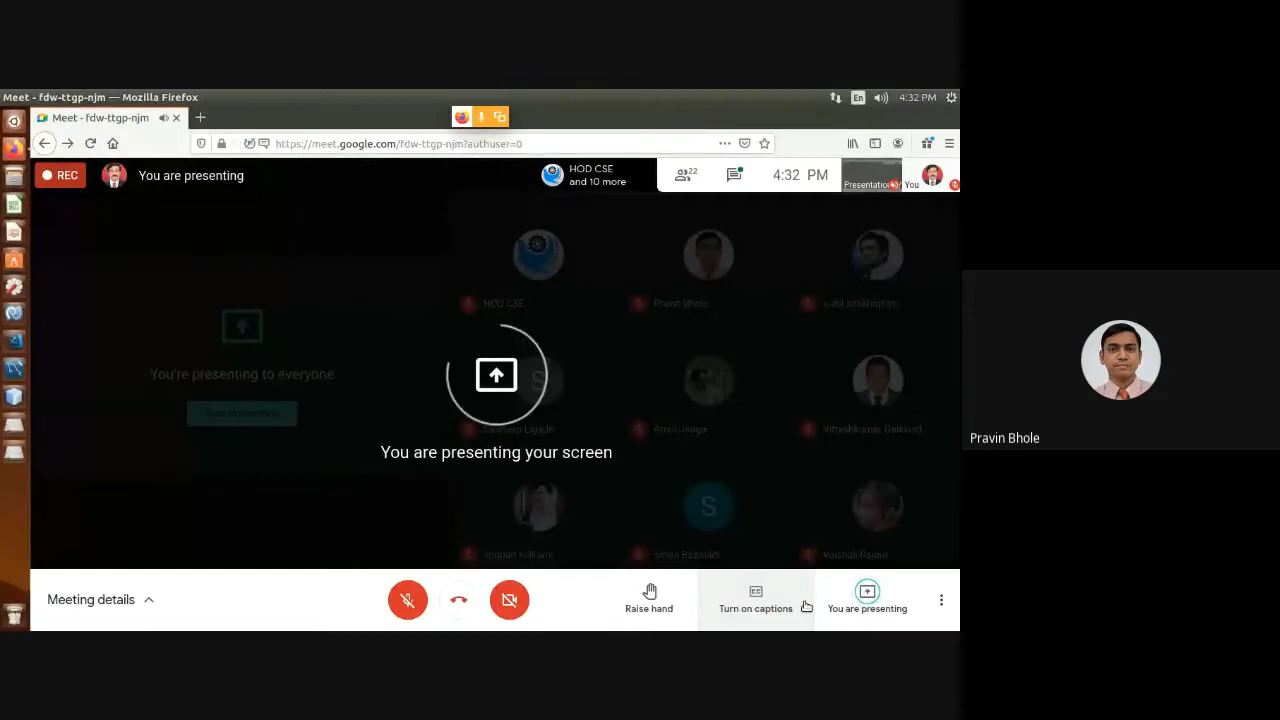 Meet - fdw-ttgp-njm — Mozilla Firefox
En
4:32 PM
Meet - fdw-ttgp-njm
https://meet.google.com/fdw-ttgp-njm?authuser=0
REC
You are presenting
HOD CSE
and 10 more
22
4:32 PM
Presentation
You
HOD CSE
Pravin Bhole
You're presenting to everyone
S
Vitreshkumar Gaikwad
You are presenting your screen
S
Meeting details
Raise hand
Turn on captions
You are presenting
Pravin Bhole